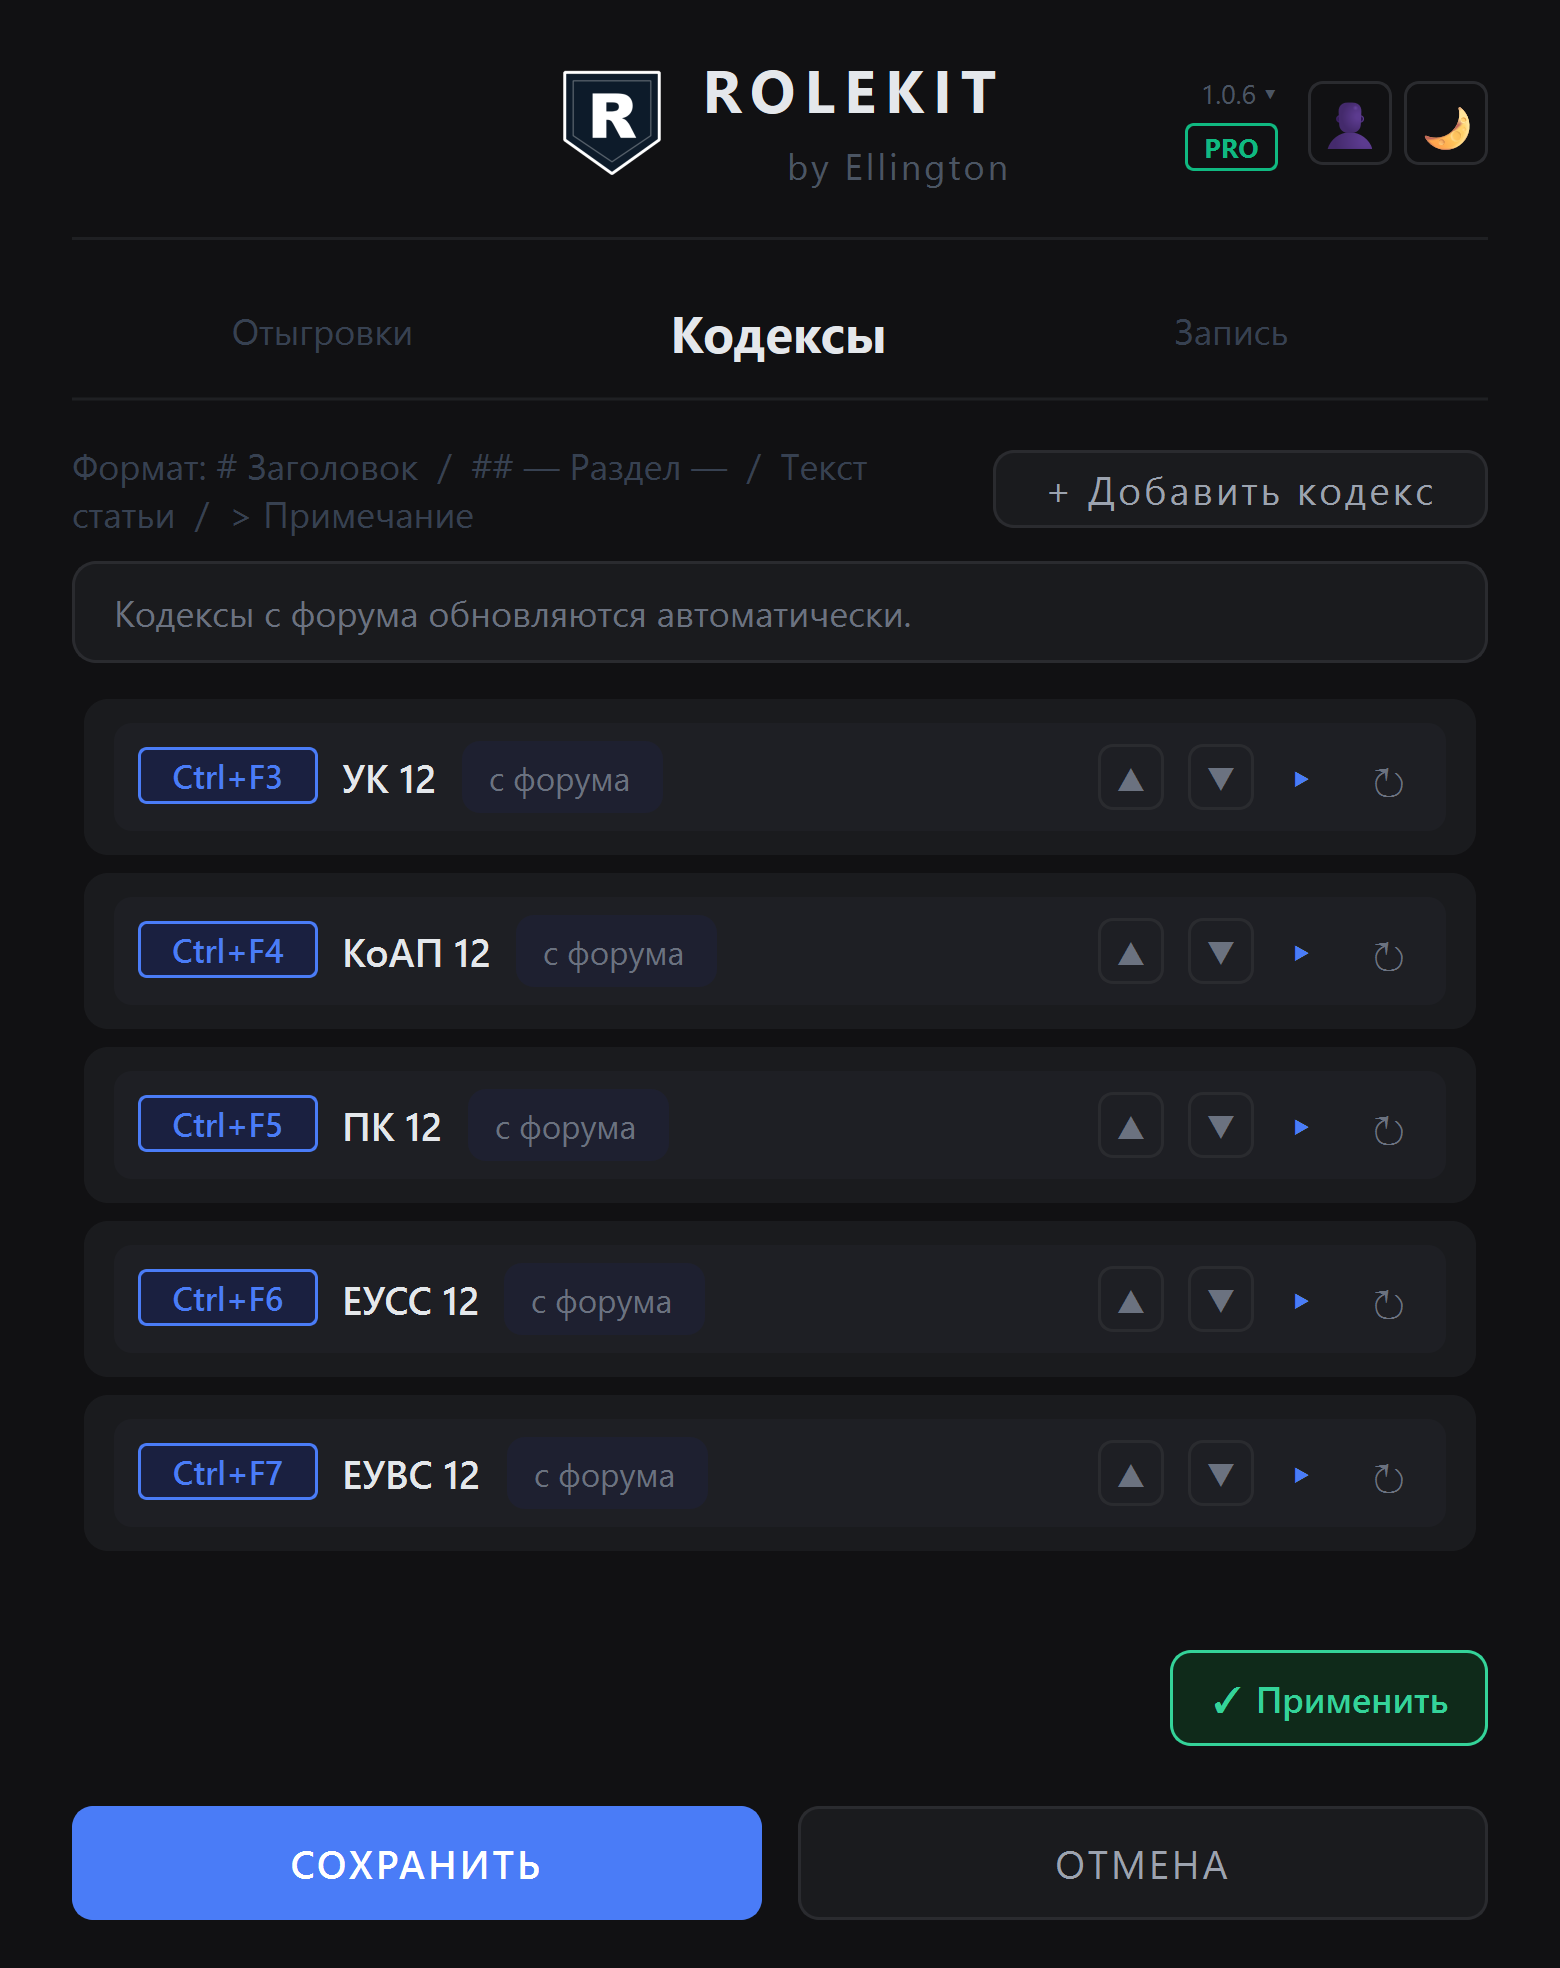 R
ROLEKIT
by Ellington
1.0.6 ▾
PRO
Отыгровки
Кодексы
Запись
Формат: # Заголовок / ## — Раздел — / Текст
статьи / > Примечание
+ Добавить кодекс
Кодексы с форума обновляются автоматически.
Ctrl+F3 УК 12 с форума
Ctrl+F4 КоАП 12 с форума
Ctrl+F5 ПК 12 с форума
Ctrl+F6 ЕУСС 12 с форума
Ctrl+F7 ЕУВС 12 с форума
✓ Применить
СОХРАНИТЬ
ОТМЕНА